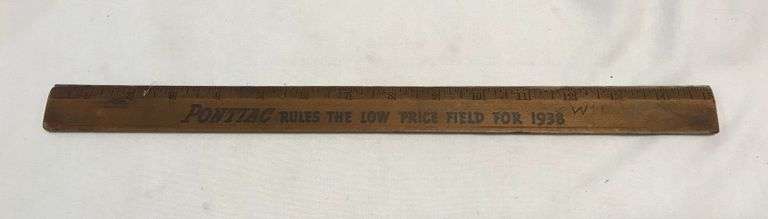 PONTIAC RULES THE LOW PRICE FIELD FOR 1938